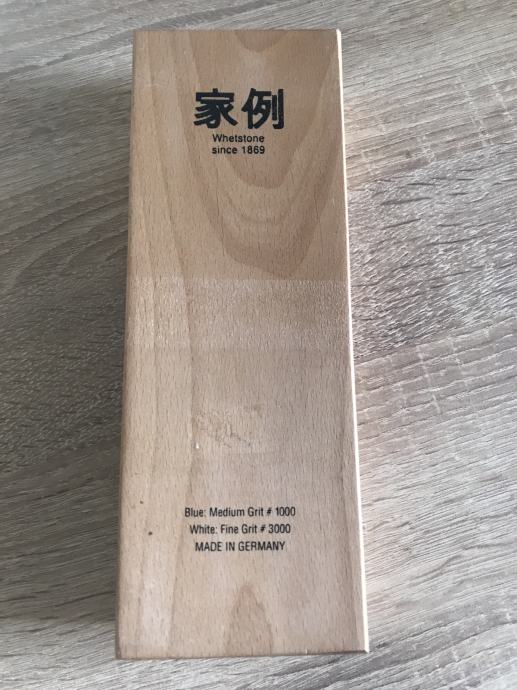 家例
Whetstone
since 1869
Blue: Medium Grit # 1000
White: Fine Grit # 3000
MADE IN GERMANY